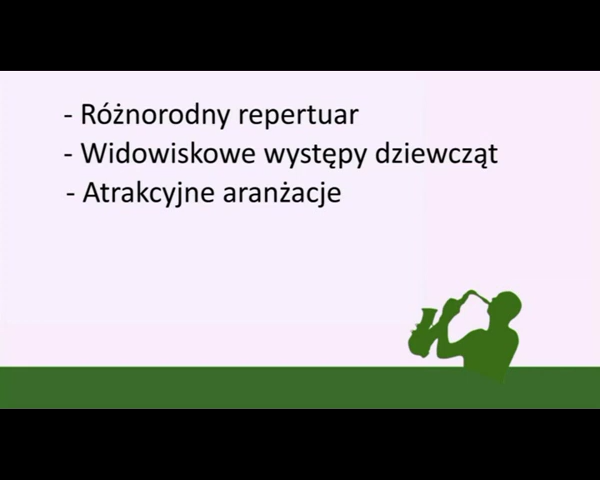 - Różnorodny repertuar
- Widowiskowe występy dziewcząt
- Atrakcyjne aranżacje